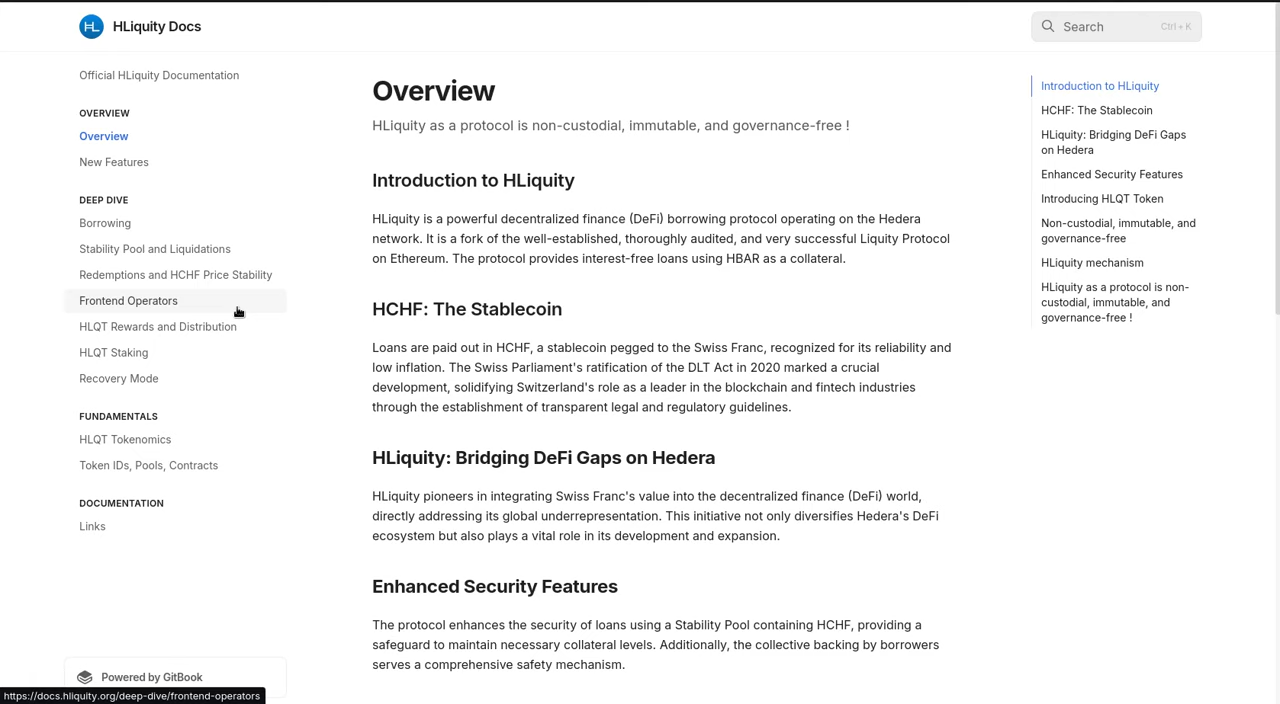 HL HLiquity Docs
Search Ctrl + K
Official HLiquity Documentation
OVERVIEW
Overview
New Features
DEEP DIVE
Borrowing
Stability Pool and Liquidations
Redemptions and HCHF Price Stability
Frontend Operators
HLQT Rewards and Distribution
HLQT Staking
Recovery Mode
FUNDAMENTALS
HLQT Tokenomics
Token IDs, Pools, Contracts
DOCUMENTATION
Links
Powered by GitBook
https://docs.hliquity.org/deep-dive/frontend-operators
Overview
HLiquity as a protocol is non-custodial, immutable, and governance-free !
Introduction to HLiquity
HLiquity is a powerful decentralized finance (DeFi) borrowing protocol operating on the Hedera
network. It is a fork of the well-established, thoroughly audited, and very successful Liquity Protocol
on Ethereum. The protocol provides interest-free loans using HBAR as a collateral.
HCHF: The Stablecoin
Loans are paid out in HCHF, a stablecoin pegged to the Swiss Franc, recognized for its reliability and
low inflation. The Swiss Parliament's ratification of the DLT Act in 2020 marked a crucial
development, solidifying Switzerland's role as a leader in the blockchain and fintech industries
through the establishment of transparent legal and regulatory guidelines.
HLiquity: Bridging DeFi Gaps on Hedera
HLiquity pioneers in integrating Swiss Franc's value into the decentralized finance (DeFi) world,
directly addressing its global underrepresentation. This initiative not only diversifies Hedera's DeFi
ecosystem but also plays a vital role in its development and expansion.
Enhanced Security Features
The protocol enhances the security of loans using a Stability Pool containing HCHF, providing a
safeguard to maintain necessary collateral levels. Additionally, the collective backing by borrowers
serves a comprehensive safety mechanism.
Introduction to HLiquity
HCHF: The Stablecoin
HLiquity: Bridging DeFi Gaps
on Hedera
Enhanced Security Features
Introducing HLQT Token
Non-custodial, immutable, and
governance-free
HLiquity mechanism
HLiquity as a protocol is non-
custodial, immutable, and
governance-free !